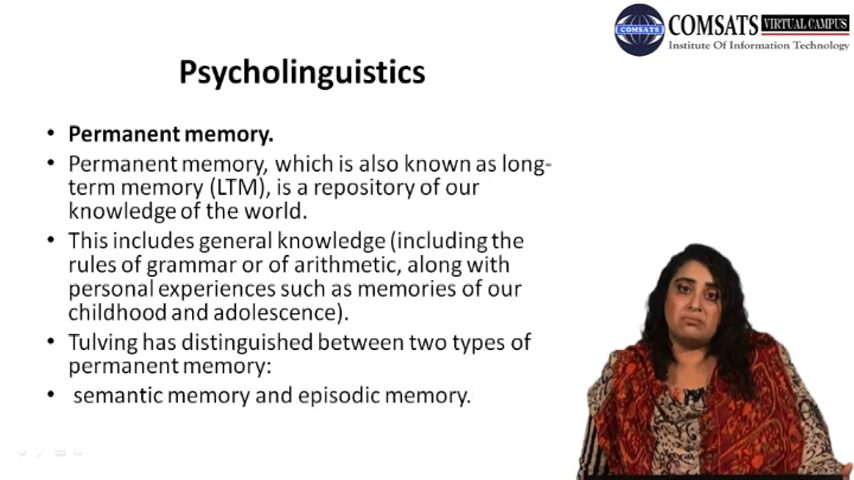 COMSATS
COMSATS VIRTUAL CAMPUS
Institute Of Information Technology
Psycholinguistics
• Permanent memory.
• Permanent memory, which is also known as long-
term memory (LTM), is a repository of our
knowledge of the world.
• This includes general knowledge (including the
rules of grammar or of arithmetic, along with
personal experiences such as memories of our
childhood and adolescence).
• Tulving has distinguished between two types of
permanent memory:
• semantic memory and episodic memory.